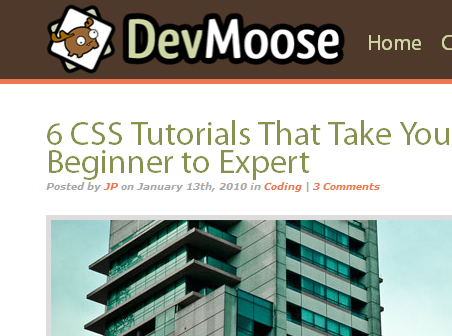 DevMoose
Home
6 CSS Tutorials That Take You
Beginner to Expert
Posted by JP on January 13th, 2010 in Coding | 3 Comments